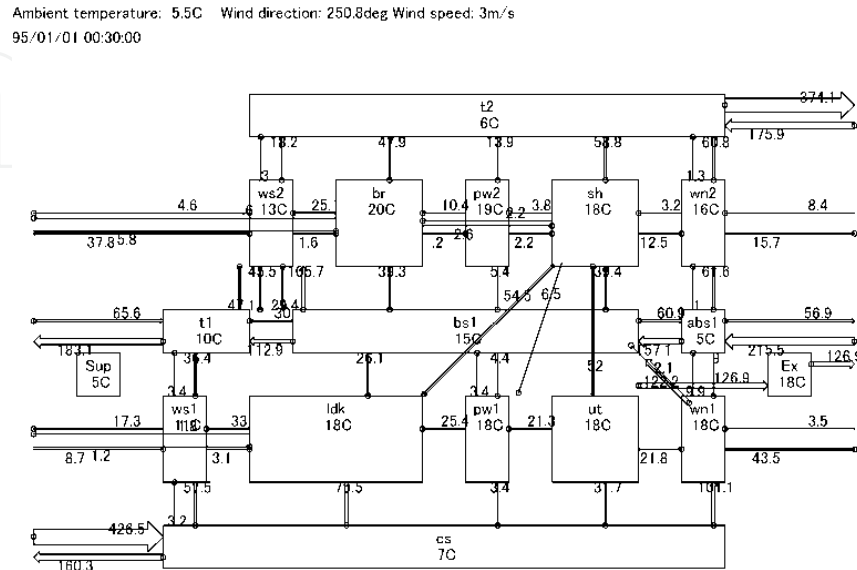 Ambient temperature: 5.5C Wind direction: 250.8deg Wind speed: 3m/s
95/01/01 00:30:00
374.1
t2
6C
175.9
18.2 47.9 13.9 58.8 60.8
.3 1.3
ws2 br pw2 sh wn2
13C 20C 19C 18C 16C
4.6 .6 10.4 3.8 3.2 8.4
2.2
37.8 5.8 1.6 .2 2.6 2.2 12.5 15.7
45.5 39.3 5.4 39.4 61.6
54.5 6.5
47.1 29.4
65.6 30 60.9 56.9
t1 bs1 abs1
10C 15C 5C
183.1 112.9 57.1 215.5
36.4 26.1 4.4 52 2.1
Sup Ex 126.9
5C 18C
122.2 126.9
3.4 3.4 9.9
ws1 ldk pw1 ut wn1
18C 18C 18C 18C
17.3 33 25.4 21.3 3.5
8.7 1.2 3.1 21.8 43.5
57.5 3.4 101.1
3.2
426.5
cs
7C
160.3